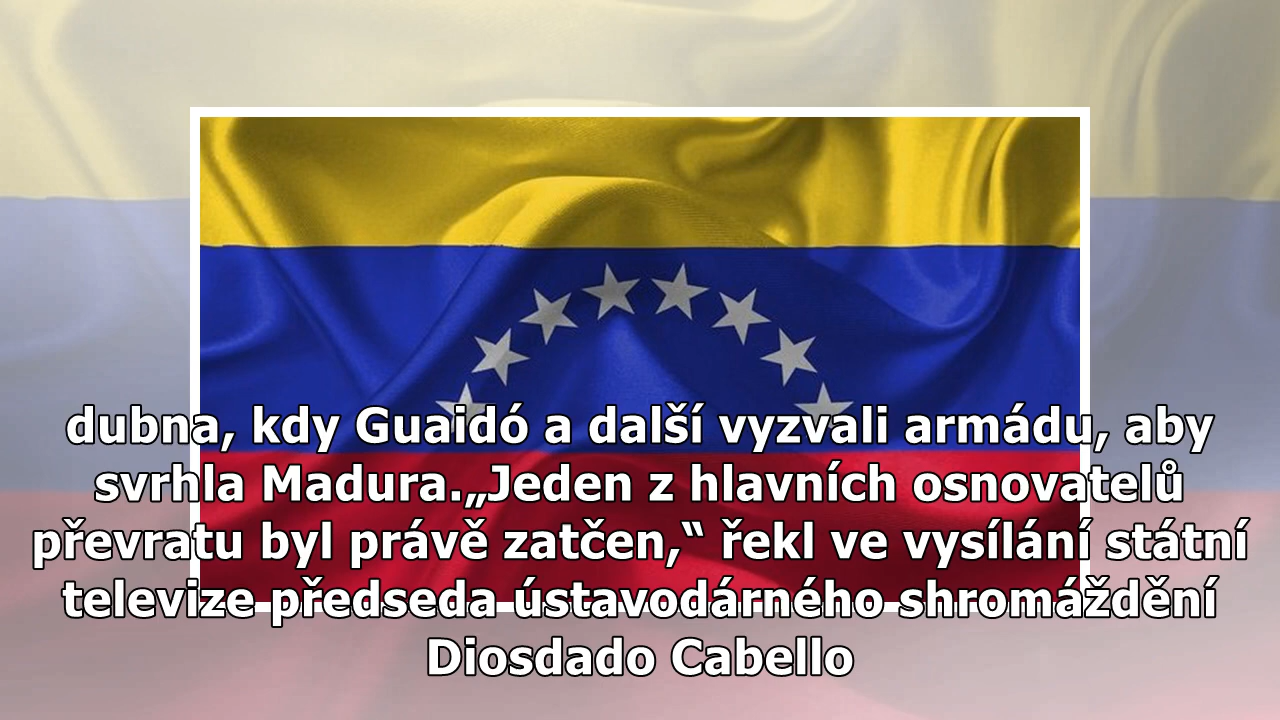 dubna, kdy Guaidó a další vyzvali armádu, aby
svrhla Madura.„Jeden z hlavních osnovatelů
převratu byl právě zatčen,“ řekl ve vysílání státní
televize předseda ústavodárného shromáždění
Diosdado Cabello